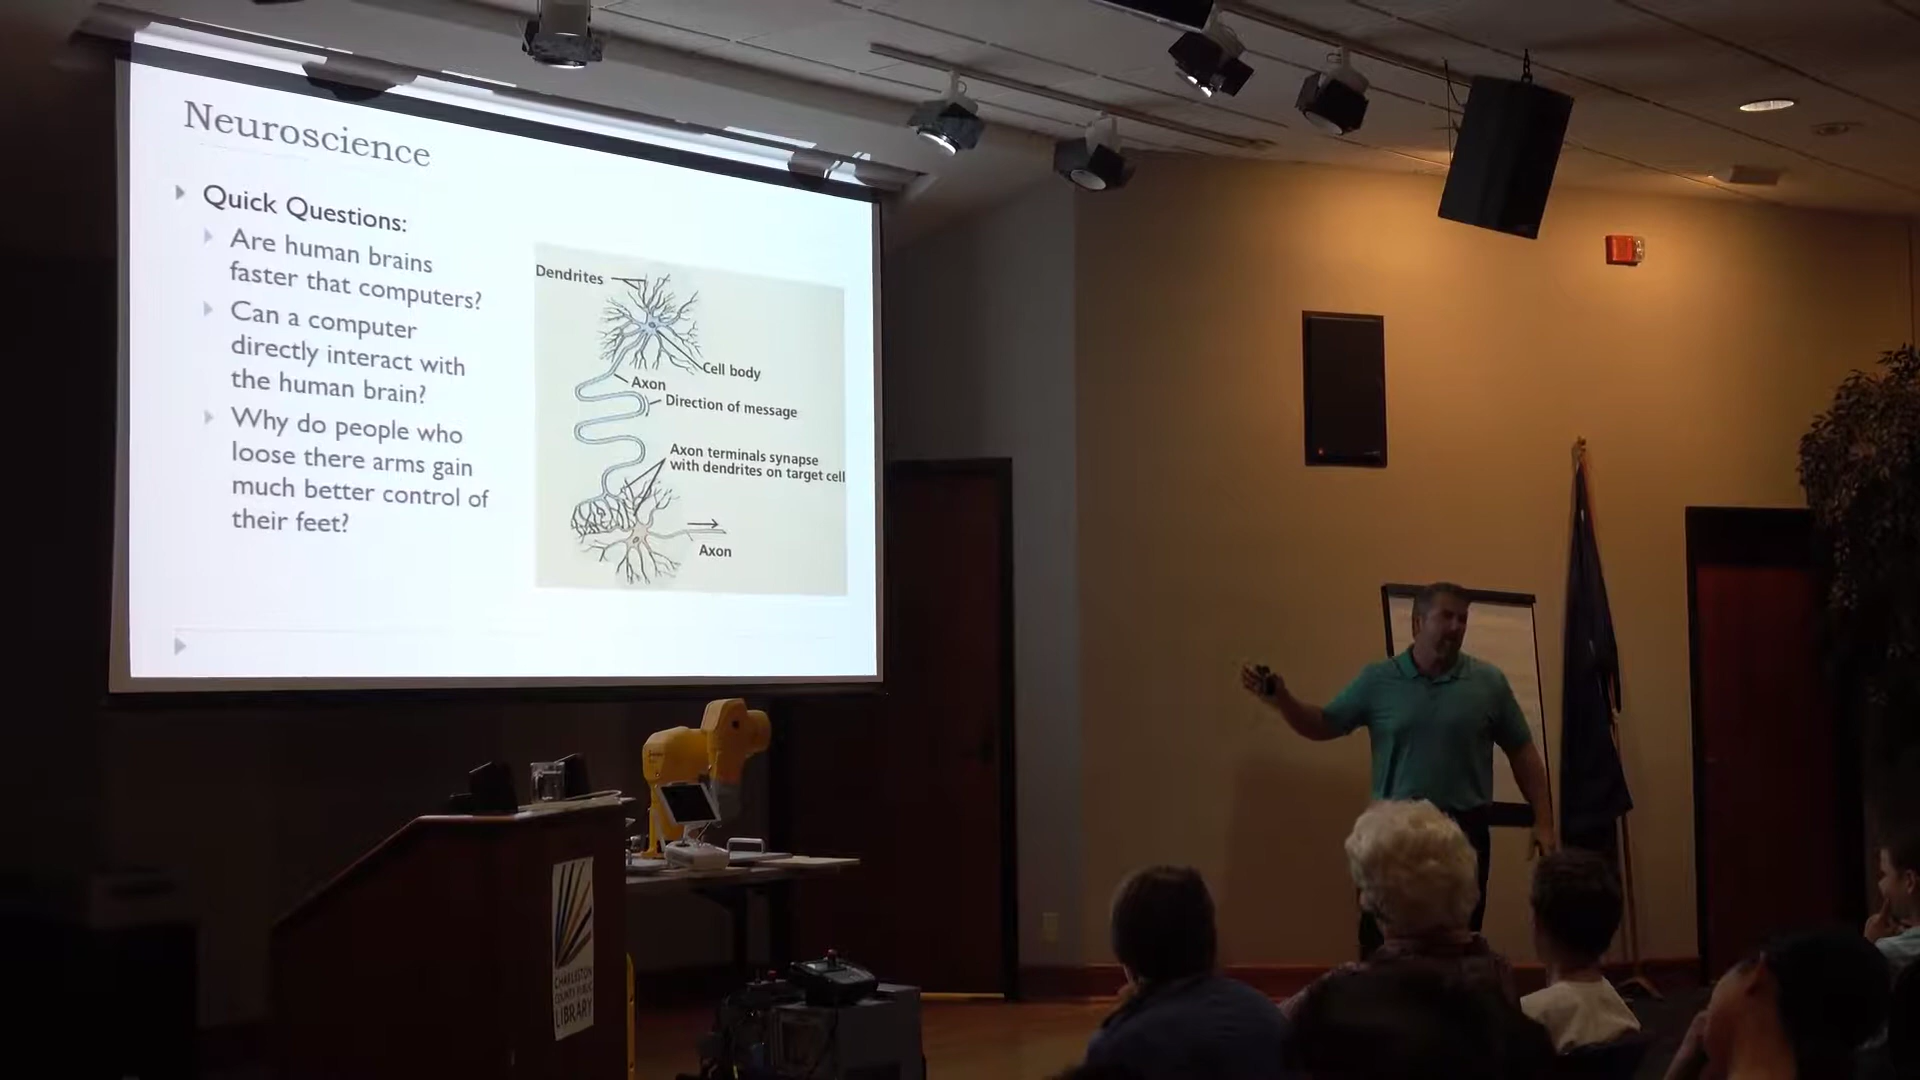 Neuroscience
Quick Questions:
Are human brains
faster that computers?
Can a computer
directly interact with
the human brain?
Why do people who
loose there arms gain
much better control of
their feet?
Dendrites
Cell body
Axon
Direction of message
Axon terminals synapse
with dendrites on target cell
Axon
CHARLESTON
COUNTY PUBLIC
LIBRARY